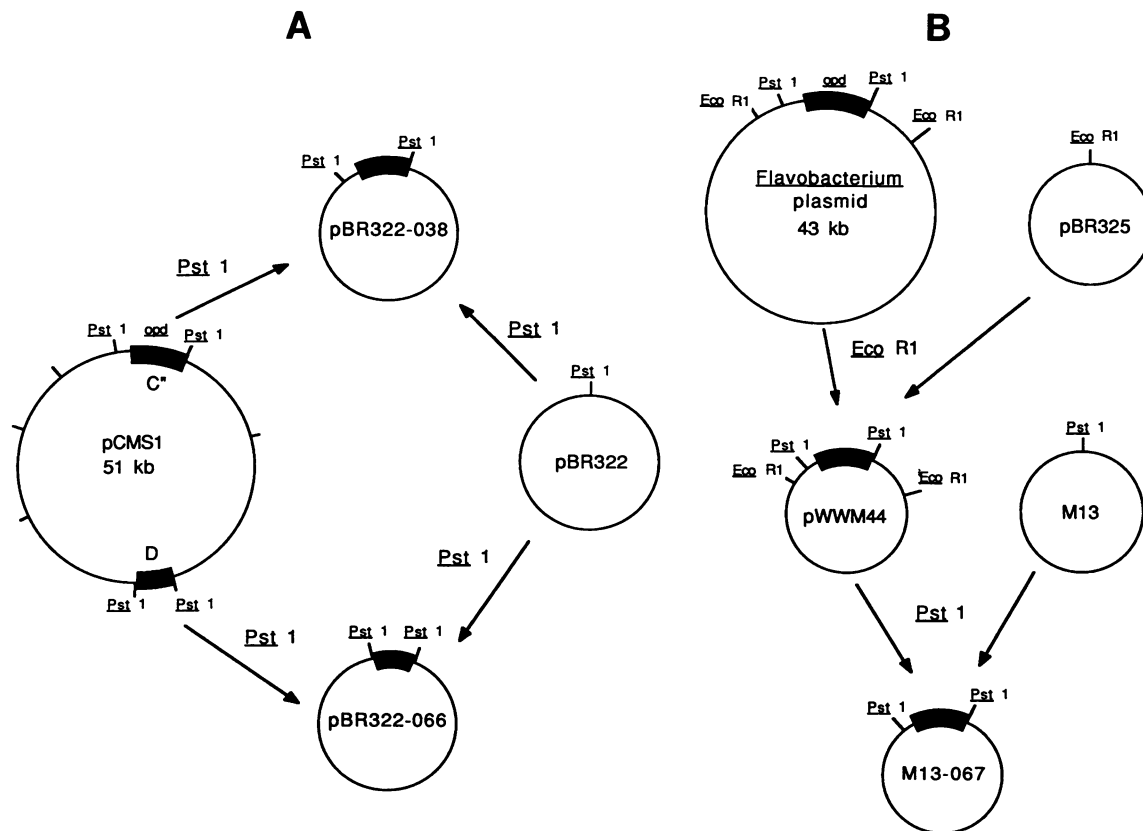 A
Pst 1
Pst 1
pBR322-038
Pst 1
Pst 1
opd
Pst 1
C"
pCMS1
51 kb
D
Pst 1
Pst 1
Pst 1
Pst 1
pBR322
Pst 1
Pst 1
Pst 1
Pst 1
pBR322-066
B
Eco R1
Pst 1
opd
Pst 1
Eco R1
Flavobacterium
plasmid
43 kb
Eco R1
pBR325
Eco R1
Pst 1
Pst 1
Eco R1
Eco R1
pWWM44
Pst 1
M13
Pst 1
Pst 1
Pst 1
M13-067